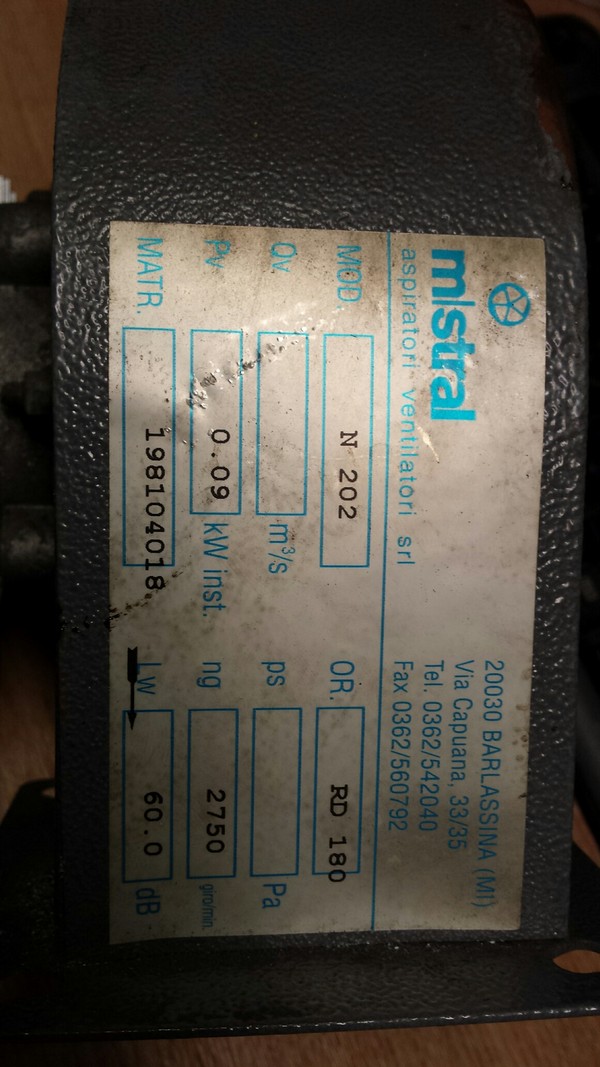 mistral
aspiratori ventilatori srl
20030 BARLASSINA (MI)
Via Capuana, 33/35
Tel. 0362/542040
Fax 0362/560792
MOD N 202 OR. RD 180
Qv m³/s ps Pa
Pv 0.09 kW inst. ng 2750 giro/min.
MATR. 198104018 Lw 60.0 dB